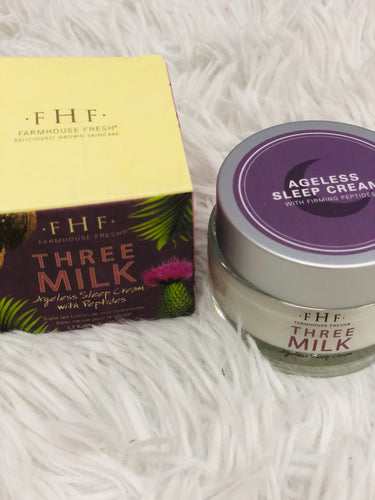 ·FHF·
FARMHOUSE FRESH®
DELICIOUSLY GROWN SKINCARE
·FHF·
FARMHOUSE FRESH®
THREE
MILK
Ageless Sleep Cream
with Peptides
AGELESS
SLEEP CREAM
WITH FIRMING PEPTIDES
·FHF·
FARMHOUSE FRESH®
THREE
MILK
Ageless Sleep Cream